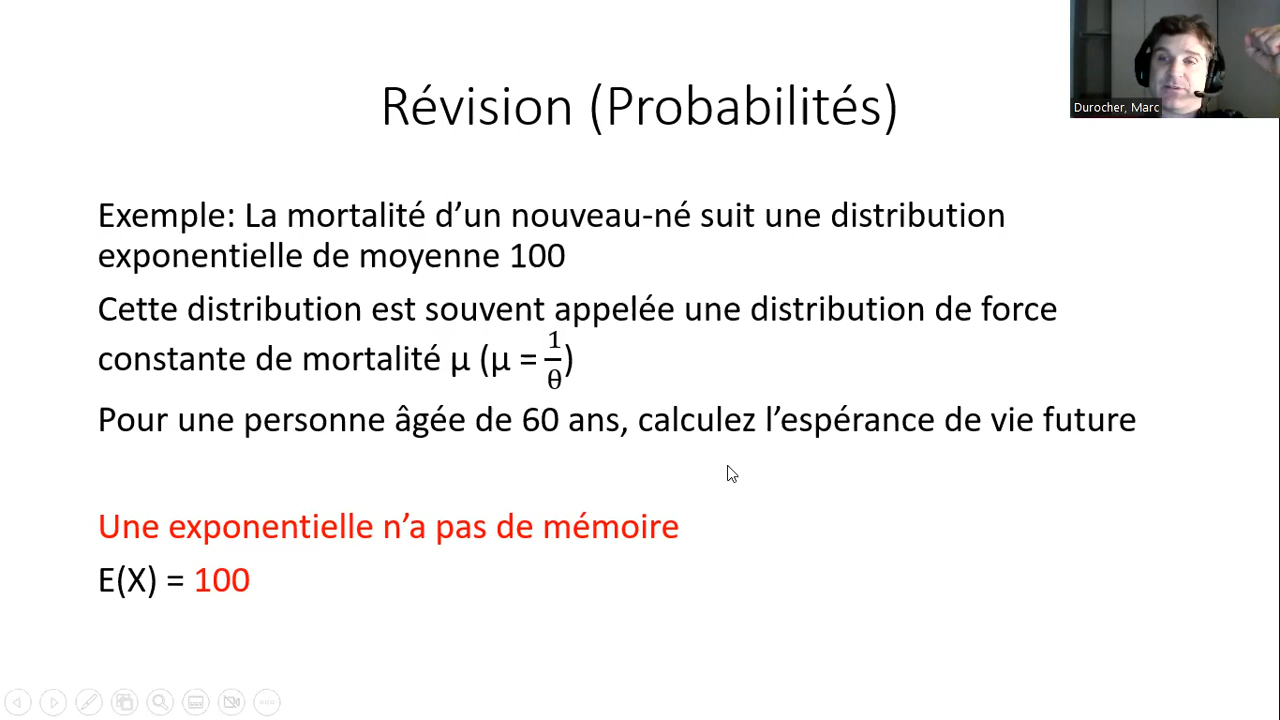 Durocher, Marc
Révision (Probabilités)
Exemple: La mortalité d’un nouveau-né suit une distribution
exponentielle de moyenne 100
Cette distribution est souvent appelée une distribution de force
constante de mortalité μ (μ = 1/θ)
Pour une personne âgée de 60 ans, calculez l’espérance de vie future
Une exponentielle n’a pas de mémoire
E(X) = 100